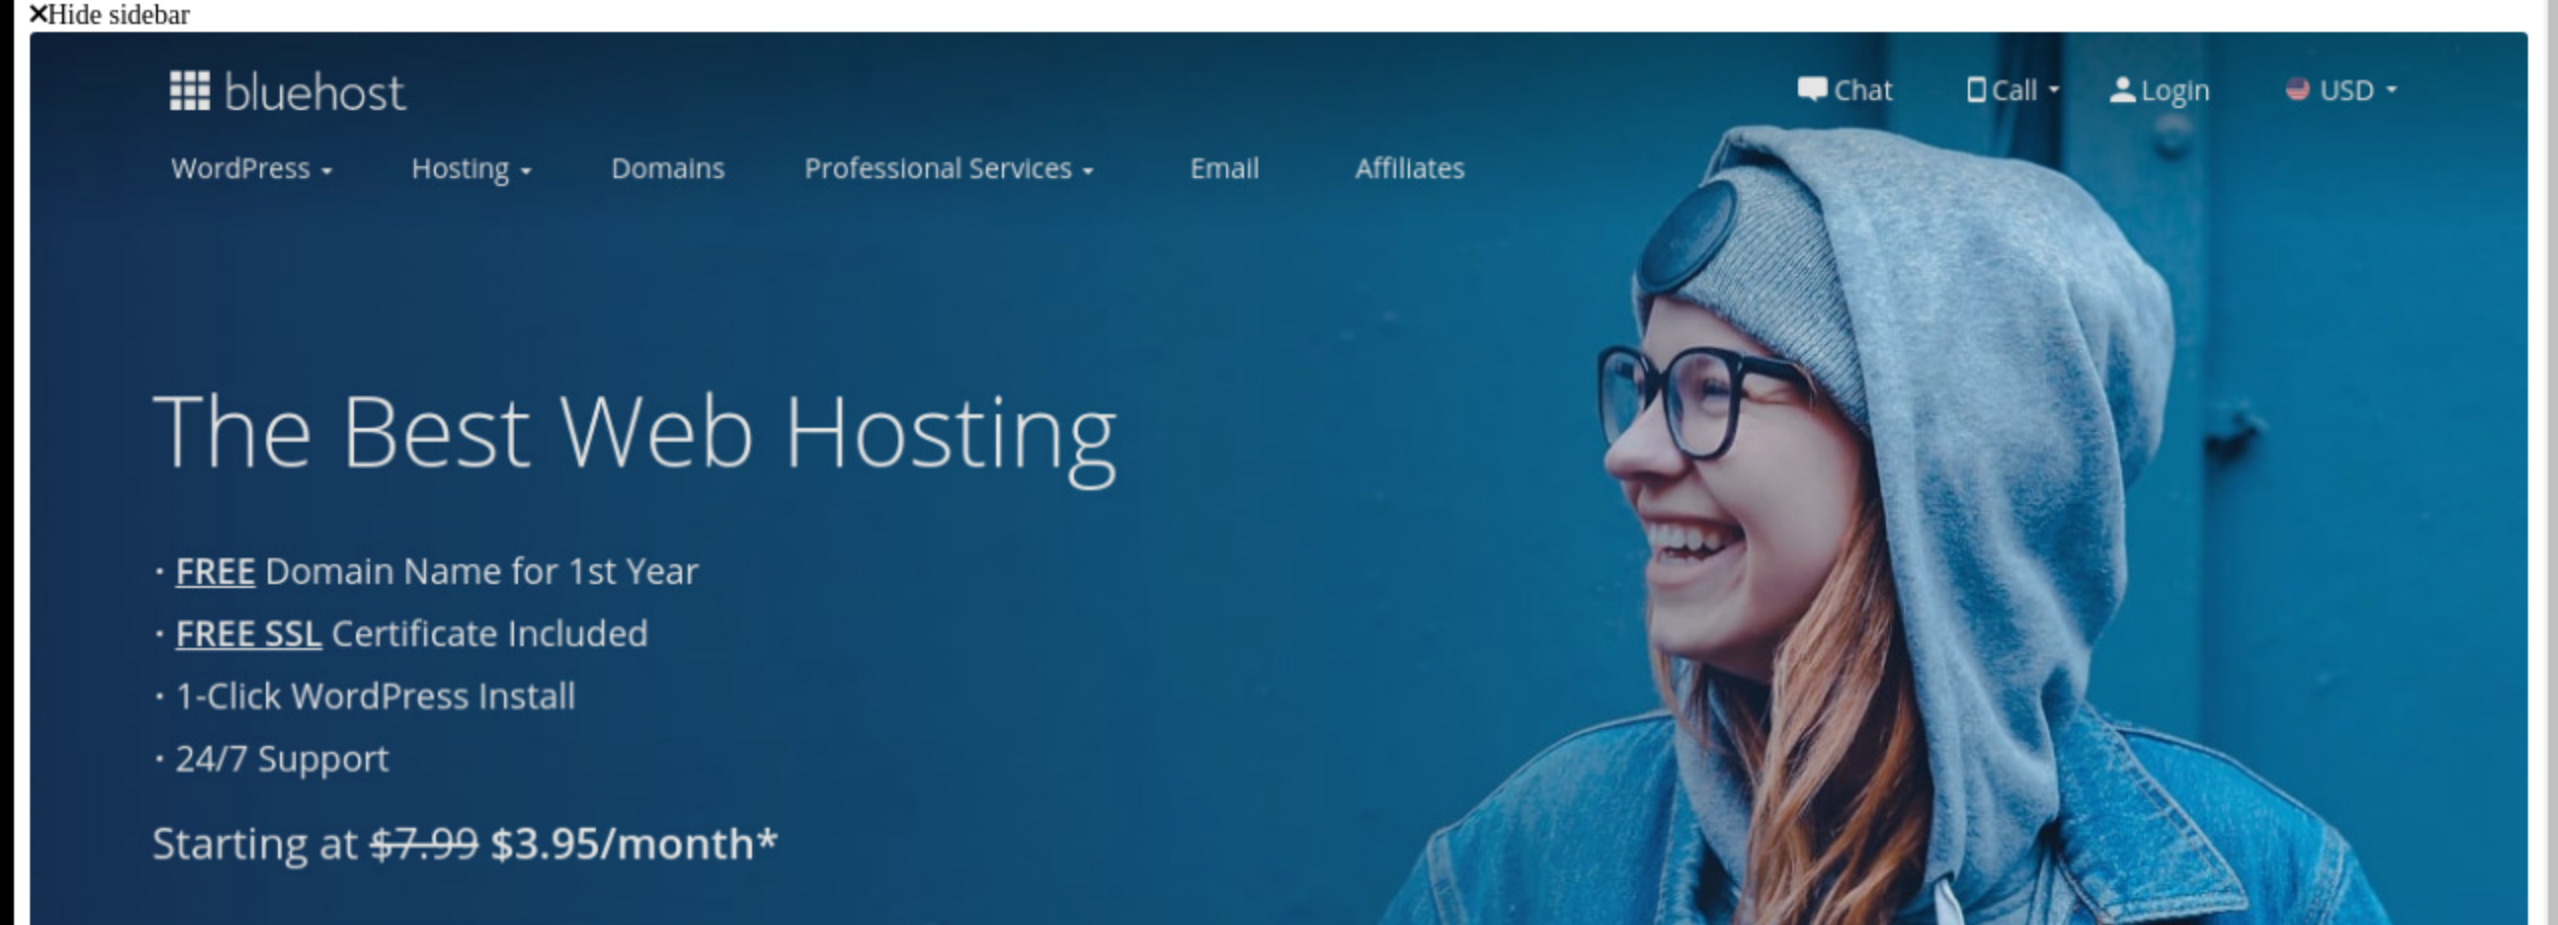 ×Hide sidebar
bluehost
Chat Call Login USD
WordPress Hosting Domains Professional Services Email Affiliates
The Best Web Hosting
· FREE Domain Name for 1st Year
· FREE SSL Certificate Included
· 1-Click WordPress Install
· 24/7 Support
Starting at $7.99 $3.95/month*